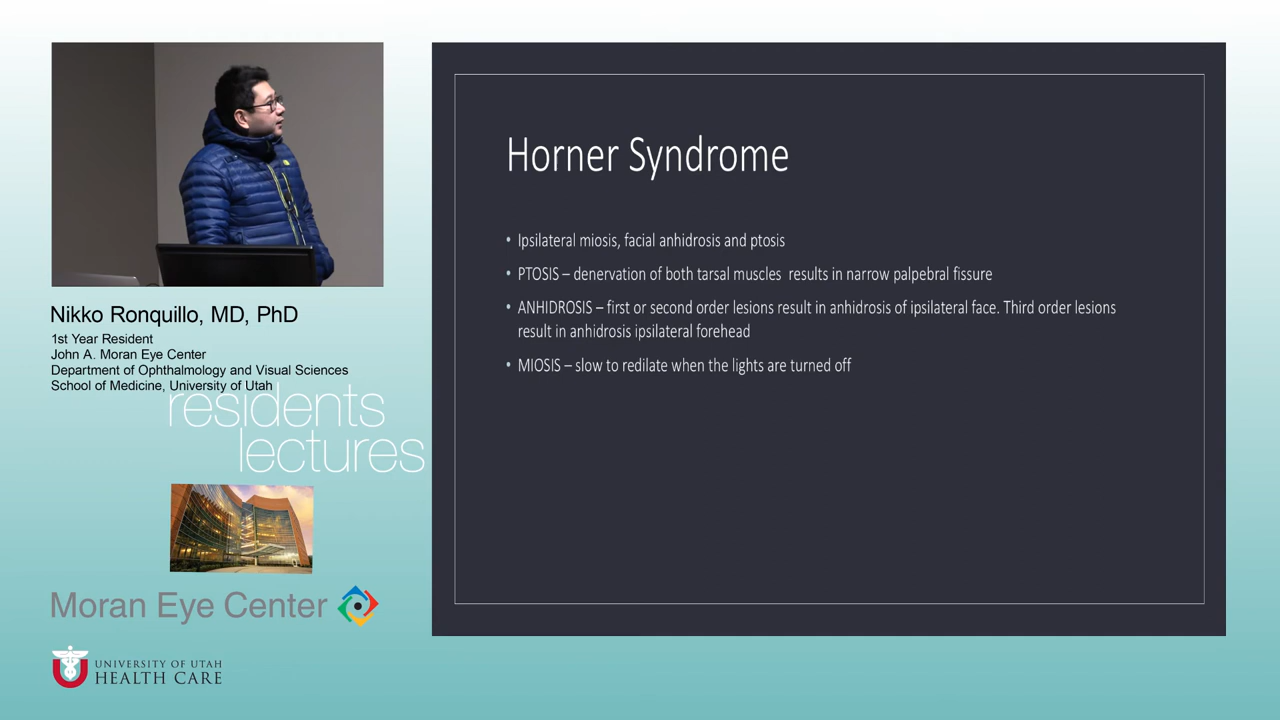 Nikko Ronquillo, MD, PhD
1st Year Resident
John A. Moran Eye Center
Department of Ophthalmology and Visual Sciences
School of Medicine, University of Utah
residents
lectures
Moran Eye Center
UNIVERSITY OF UTAH
HEALTH CARE
Horner Syndrome
• Ipsilateral miosis, facial anhidrosis and ptosis
• PTOSIS – denervation of both tarsal muscles results in narrow palpebral fissure
• ANHIDROSIS – first or second order lesions result in anhidrosis of ipsilateral face. Third order lesions
result in anhidrosis ipsilateral forehead
• MIOSIS – slow to redilate when the lights are turned off